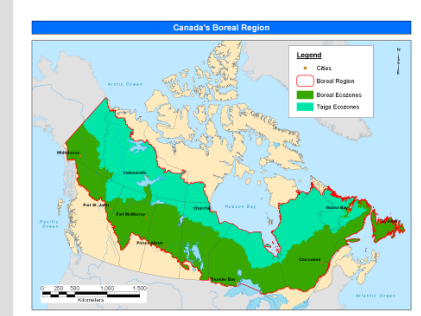 Canada's Boreal Region
Legend
Cities
Boreal Region
Boreal Ecozones
Taiga Ecozones
Arctic Ocean
Whitehorse
Yellowknife
Fort St. John
Fort McMurray
Churchill
Hudson Bay
Goose Bay
Pacific
Ocean
Prince Albert
Chibougamau
Thunder Bay
Atlantic Ocean
0 250 500 1,000 1,500
Kilometers